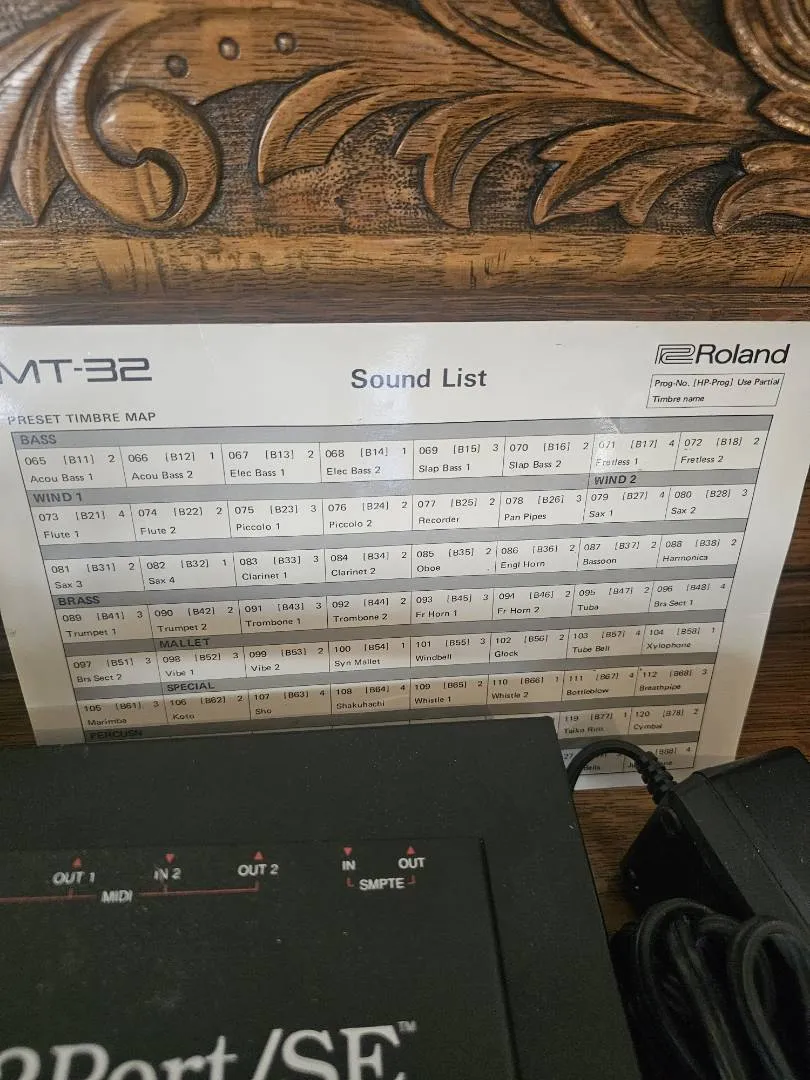 MT-32
Sound List
Roland
Prog-No. [HP-Prog] Use Partial
Timbre name
PRESET TIMBRE MAP
BASS
065 [B11] 2 066 [B12] 1 067 [B13] 2 068 [B14] 1 069 [B15] 3 070 [B16] 2 071 [B17] 4 072 [B18] 2
Acou Bass 1 Acou Bass 2 Elec Bass 1 Elec Bass 2 Slap Bass 1 Slap Bass 2 Fretless 1 Fretless 2
WIND 1 WIND 2
073 [B21] 4 074 [B22] 2 075 [B23] 3 076 [B24] 2 077 [B25] 2 078 [B26] 3 079 [B27] 4 080 [B28] 3
Flute 1 Flute 2 Piccolo 1 Piccolo 2 Recorder Pan Pipes Sax 1 Sax 2
081 [B31] 2 082 [B32] 1 083 [B33] 3 084 [B34] 2 085 [B35] 2 086 [B36] 2 087 [B37] 2 088 [B38] 2
Sax 3 Sax 4 Clarinet 1 Clarinet 2 Oboe Engl Horn Bassoon Harmonica
BRASS
089 [B41] 3 090 [B42] 2 091 [B43] 3 092 [B44] 2 093 [B45] 3 094 [B46] 2 095 [B47] 2 096 [B48] 4
Trumpet 1 Trumpet 2 Trombone 1 Trombone 2 Fr Horn 1 Fr Horn 2 Tuba Brs Sect 1
MALLET
097 [B51] 3 098 [B52] 3 099 [B53] 2 100 [B54] 1 101 [B55] 3 102 [B56] 2 103 [B57] 4 104 [B58] 1
Brs Sect 2 Vibe 1 Vibe 2 Syn Mallet Windbell Glock Tube Bell Xylophone
SPECIAL
105 [B61] 3 106 [B62] 2 107 [B63] 4 108 [B64] 4 109 [B65] 2 110 [B66] 1 111 [B67] 4 112 [B68] 3
Marimba Koto Sho Shakuhachi Whistle 1 Whistle 2 Bottleblow Breathpipe
PERCUSN
119 [B77] 1 120 [B78] 2
Taiko Rim Cymbal
[B88] 4
OUT 1 IN 2 OUT 2 IN OUT
MIDI SMPTE
Port/SE™